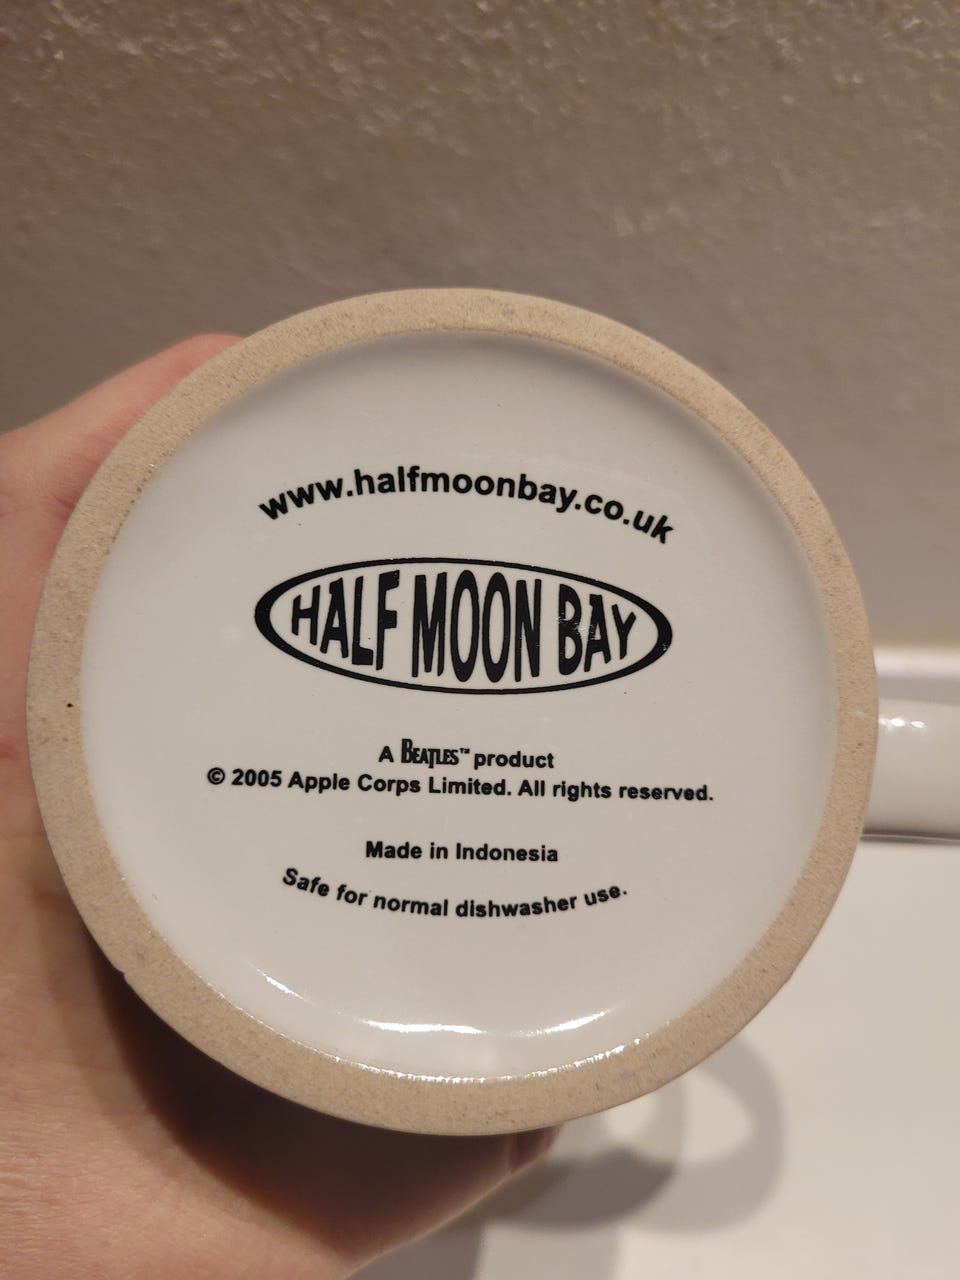 www.halfmoonbay.co.uk
HALF MOON BAY
A BEATLES™ product
© 2005 Apple Corps Limited. All rights reserved.
Made in Indonesia
Safe for normal dishwasher use.